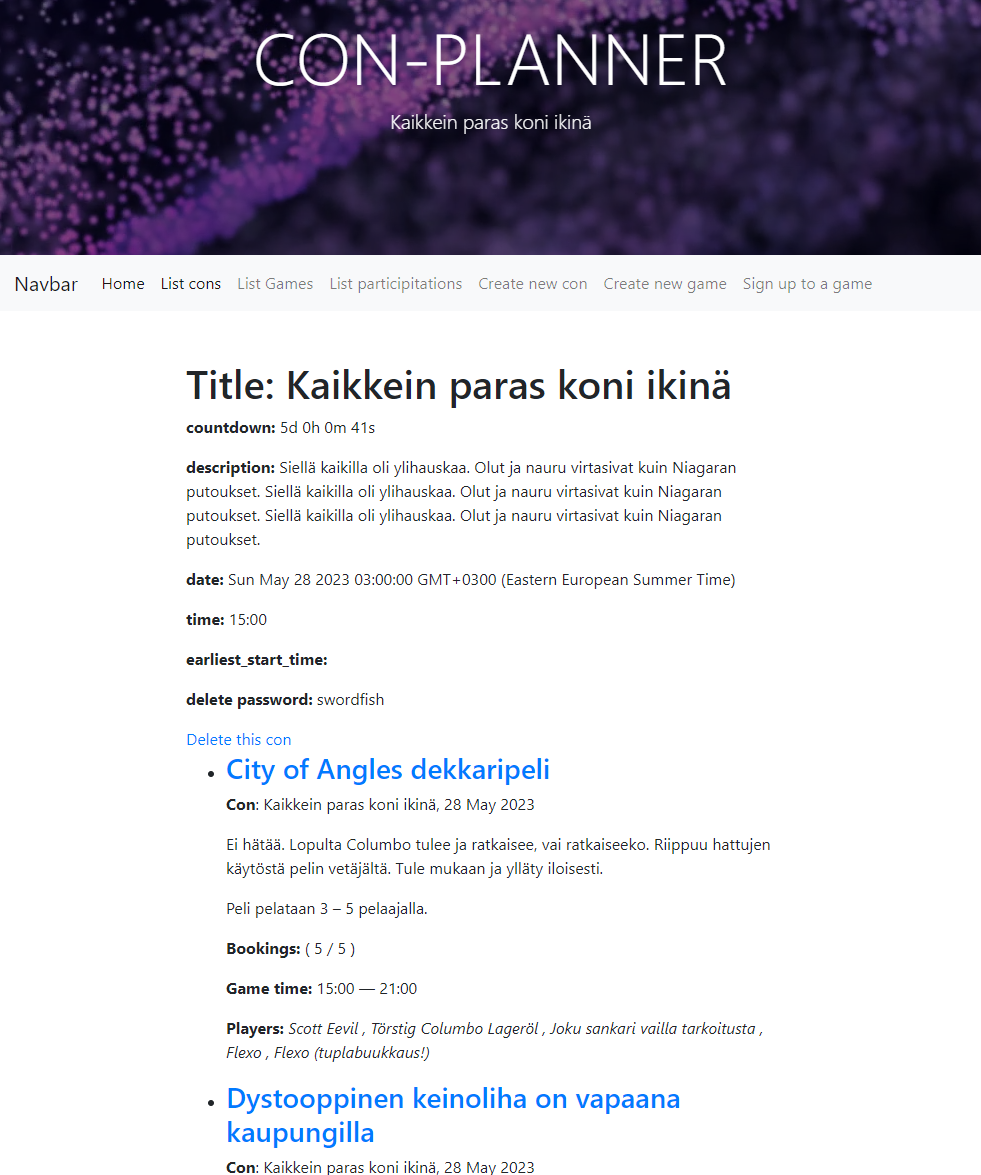 CON-PLANNER
Kaikkein paras koni ikinä
Navbar Home List cons List Games List participitations Create new con Create new game Sign up to a game
Title: Kaikkein paras koni ikinä
countdown: 5d 0h 0m 41s
description: Siellä kaikilla oli ylihauskaa. Olut ja nauru virtasivat kuin Niagaran
putoukset. Siellä kaikilla oli ylihauskaa. Olut ja nauru virtasivat kuin Niagaran
putoukset. Siellä kaikilla oli ylihauskaa. Olut ja nauru virtasivat kuin Niagaran
putoukset.
date: Sun May 28 2023 03:00:00 GMT+0300 (Eastern European Summer Time)
time: 15:00
earliest_start_time:
delete password: swordfish
Delete this con
• City of Angles dekkaripeli
Con: Kaikkein paras koni ikinä, 28 May 2023
Ei hätää. Lopulta Columbo tulee ja ratkaisee, vai ratkaiseeko. Riippuu hattujen
käytöstä pelin vetäjältä. Tule mukaan ja ylläty iloisesti.
Peli pelataan 3 – 5 pelaajalla.
Bookings: ( 5 / 5 )
Game time: 15:00 — 21:00
Players: Scott Eevil , Törstig Columbo Lageröl , Joku sankari vailla tarkoitusta ,
Flexo , Flexo (tuplabuukkaus!)
• Dystooppinen keinoliha on vapaana
kaupungilla
Con: Kaikkein paras koni ikinä, 28 May 2023